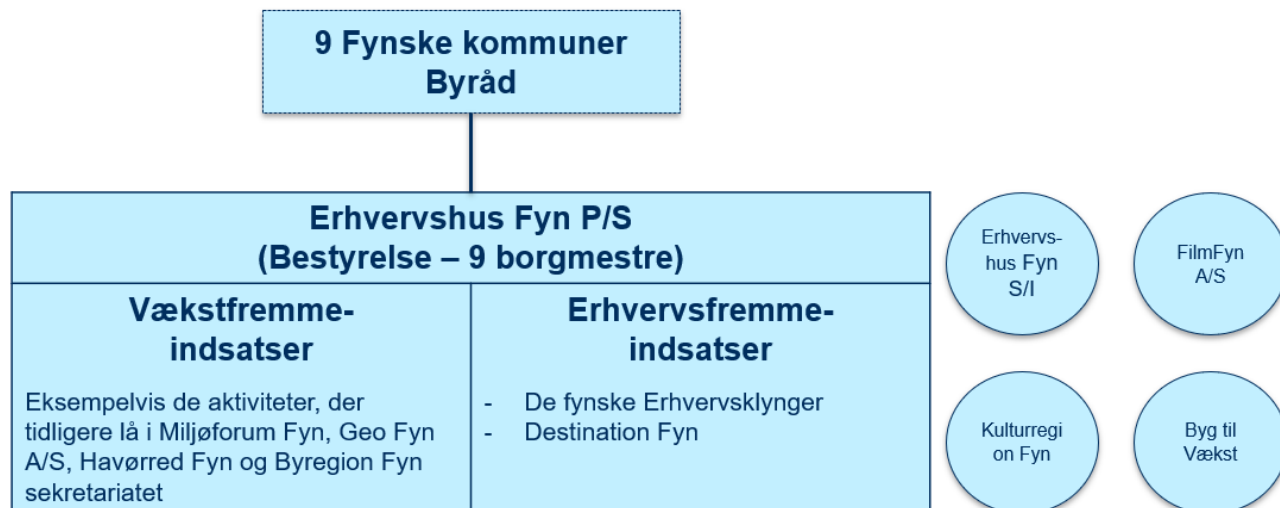 9 Fynske kommuner
Byråd
Erhvervshus Fyn P/S
(Bestyrelse – 9 borgmestre)
Vækstfremme-
indsatser
Eksempelvis de aktiviteter, der
tidligere lå i Miljøforum Fyn, Geo Fyn
A/S, Havørred Fyn og Byregion Fyn
sekretariatet
Erhvervsfremme-
indsatser
- De fynske Erhvervsklynger
- Destination Fyn
Erhvervs-
hus Fyn
S/I
FilmFyn
A/S
Kulturregi
on Fyn
Byg til
Vækst